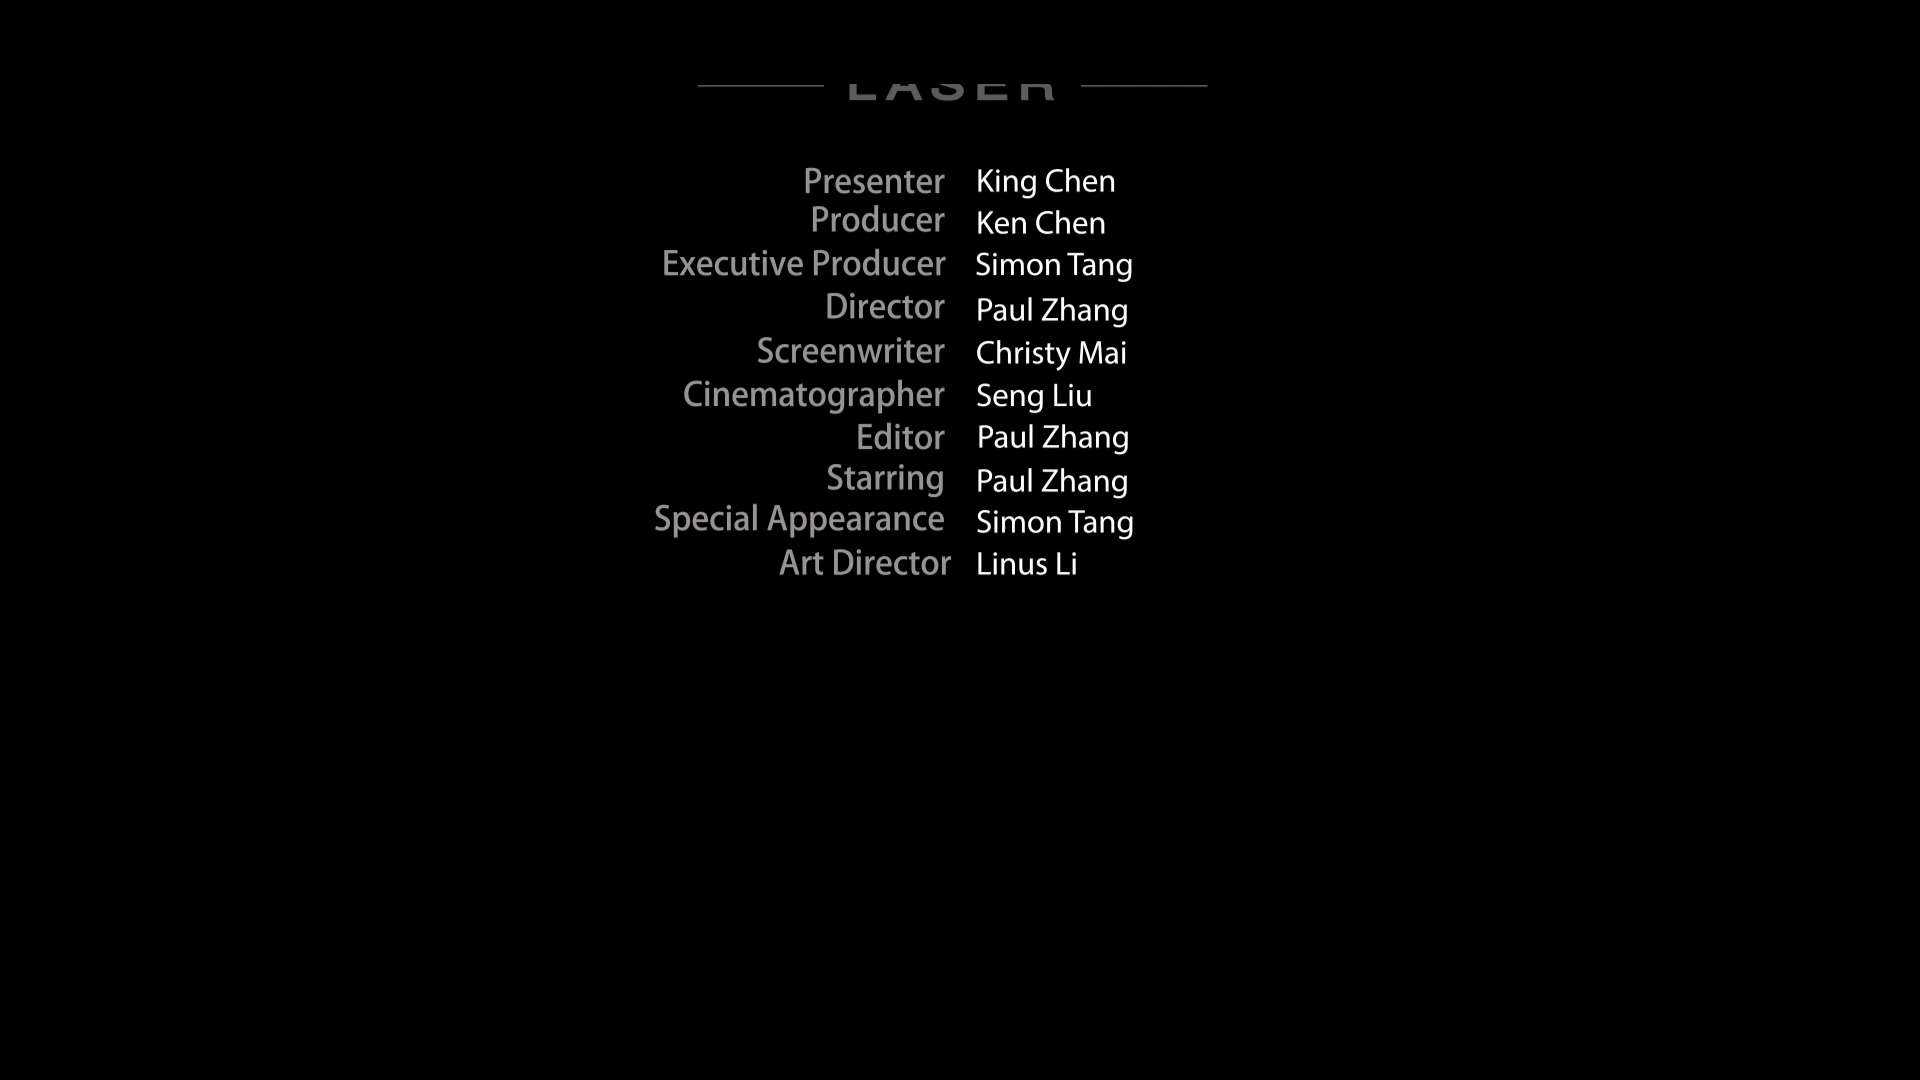 LASER
Presenter King Chen
Producer Ken Chen
Executive Producer Simon Tang
Director Paul Zhang
Screenwriter Christy Mai
Cinematographer Seng Liu
Editor Paul Zhang
Starring Paul Zhang
Special Appearance Simon Tang
Art Director Linus Li